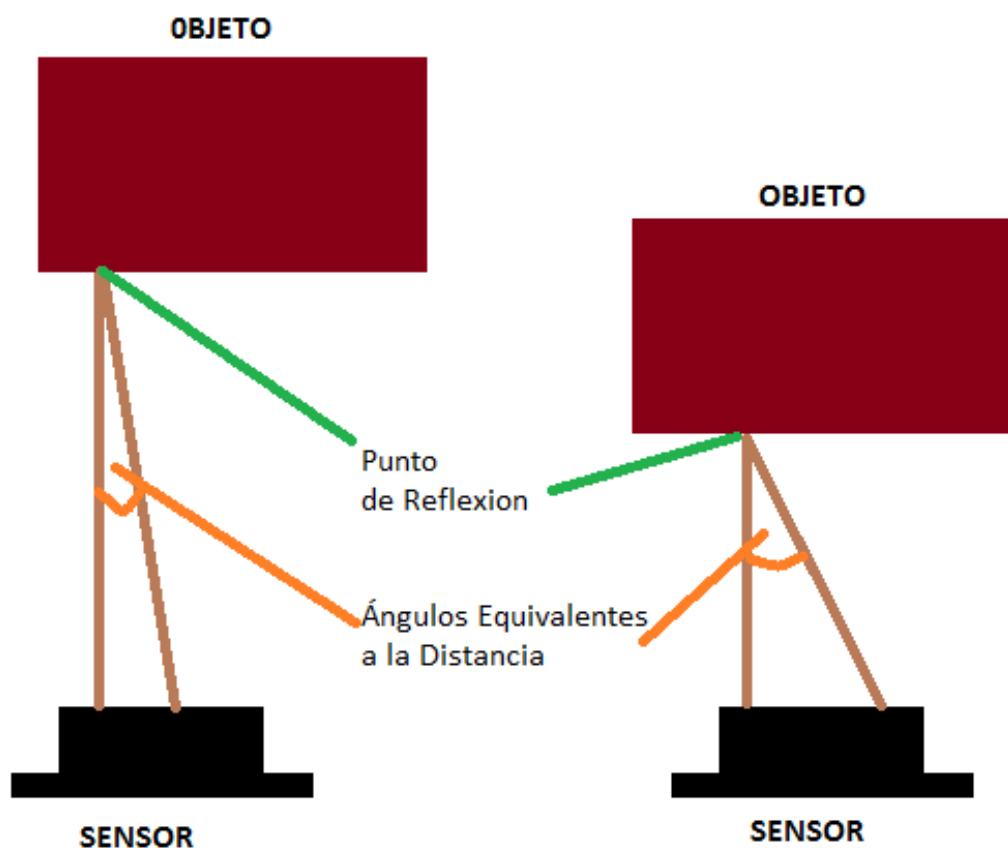 0BJETO
OBJETO
Punto
de Reflexion
Ángulos Equivalentes
a la Distancia
SENSOR
SENSOR